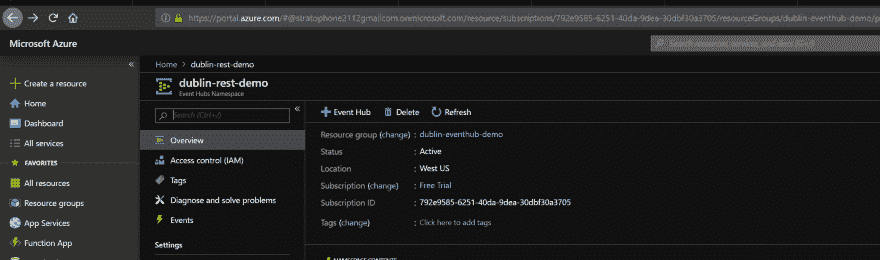 https://portal.azure.com/#@stratophone2112gmailcom.onmicrosoft.com/resource/subscriptions/792e9585-6251-40da-9dea-30dbf30a3705/resourceGroups/dublin-eventhub-demo/p
Microsoft Azure
Search resources, services, and docs (G+/)
Create a resource
Home
Dashboard
All services
FAVORITES
All resources
Resource groups
App Services
Function App
Home > dublin-rest-demo
dublin-rest-demo
Event Hubs Namespace
Search (Ctrl+/)
Overview
Access control (IAM)
Tags
Diagnose and solve problems
Events
Settings
Event Hub Delete Refresh
Resource group (change) : dublin-eventhub-demo
Status : Active
Location : West US
Subscription (change) : Free Trial
Subscription ID : 792e9585-6251-40da-9dea-30dbf30a3705
Tags (change) : Click here to add tags
NAMESPACE CONTENTS